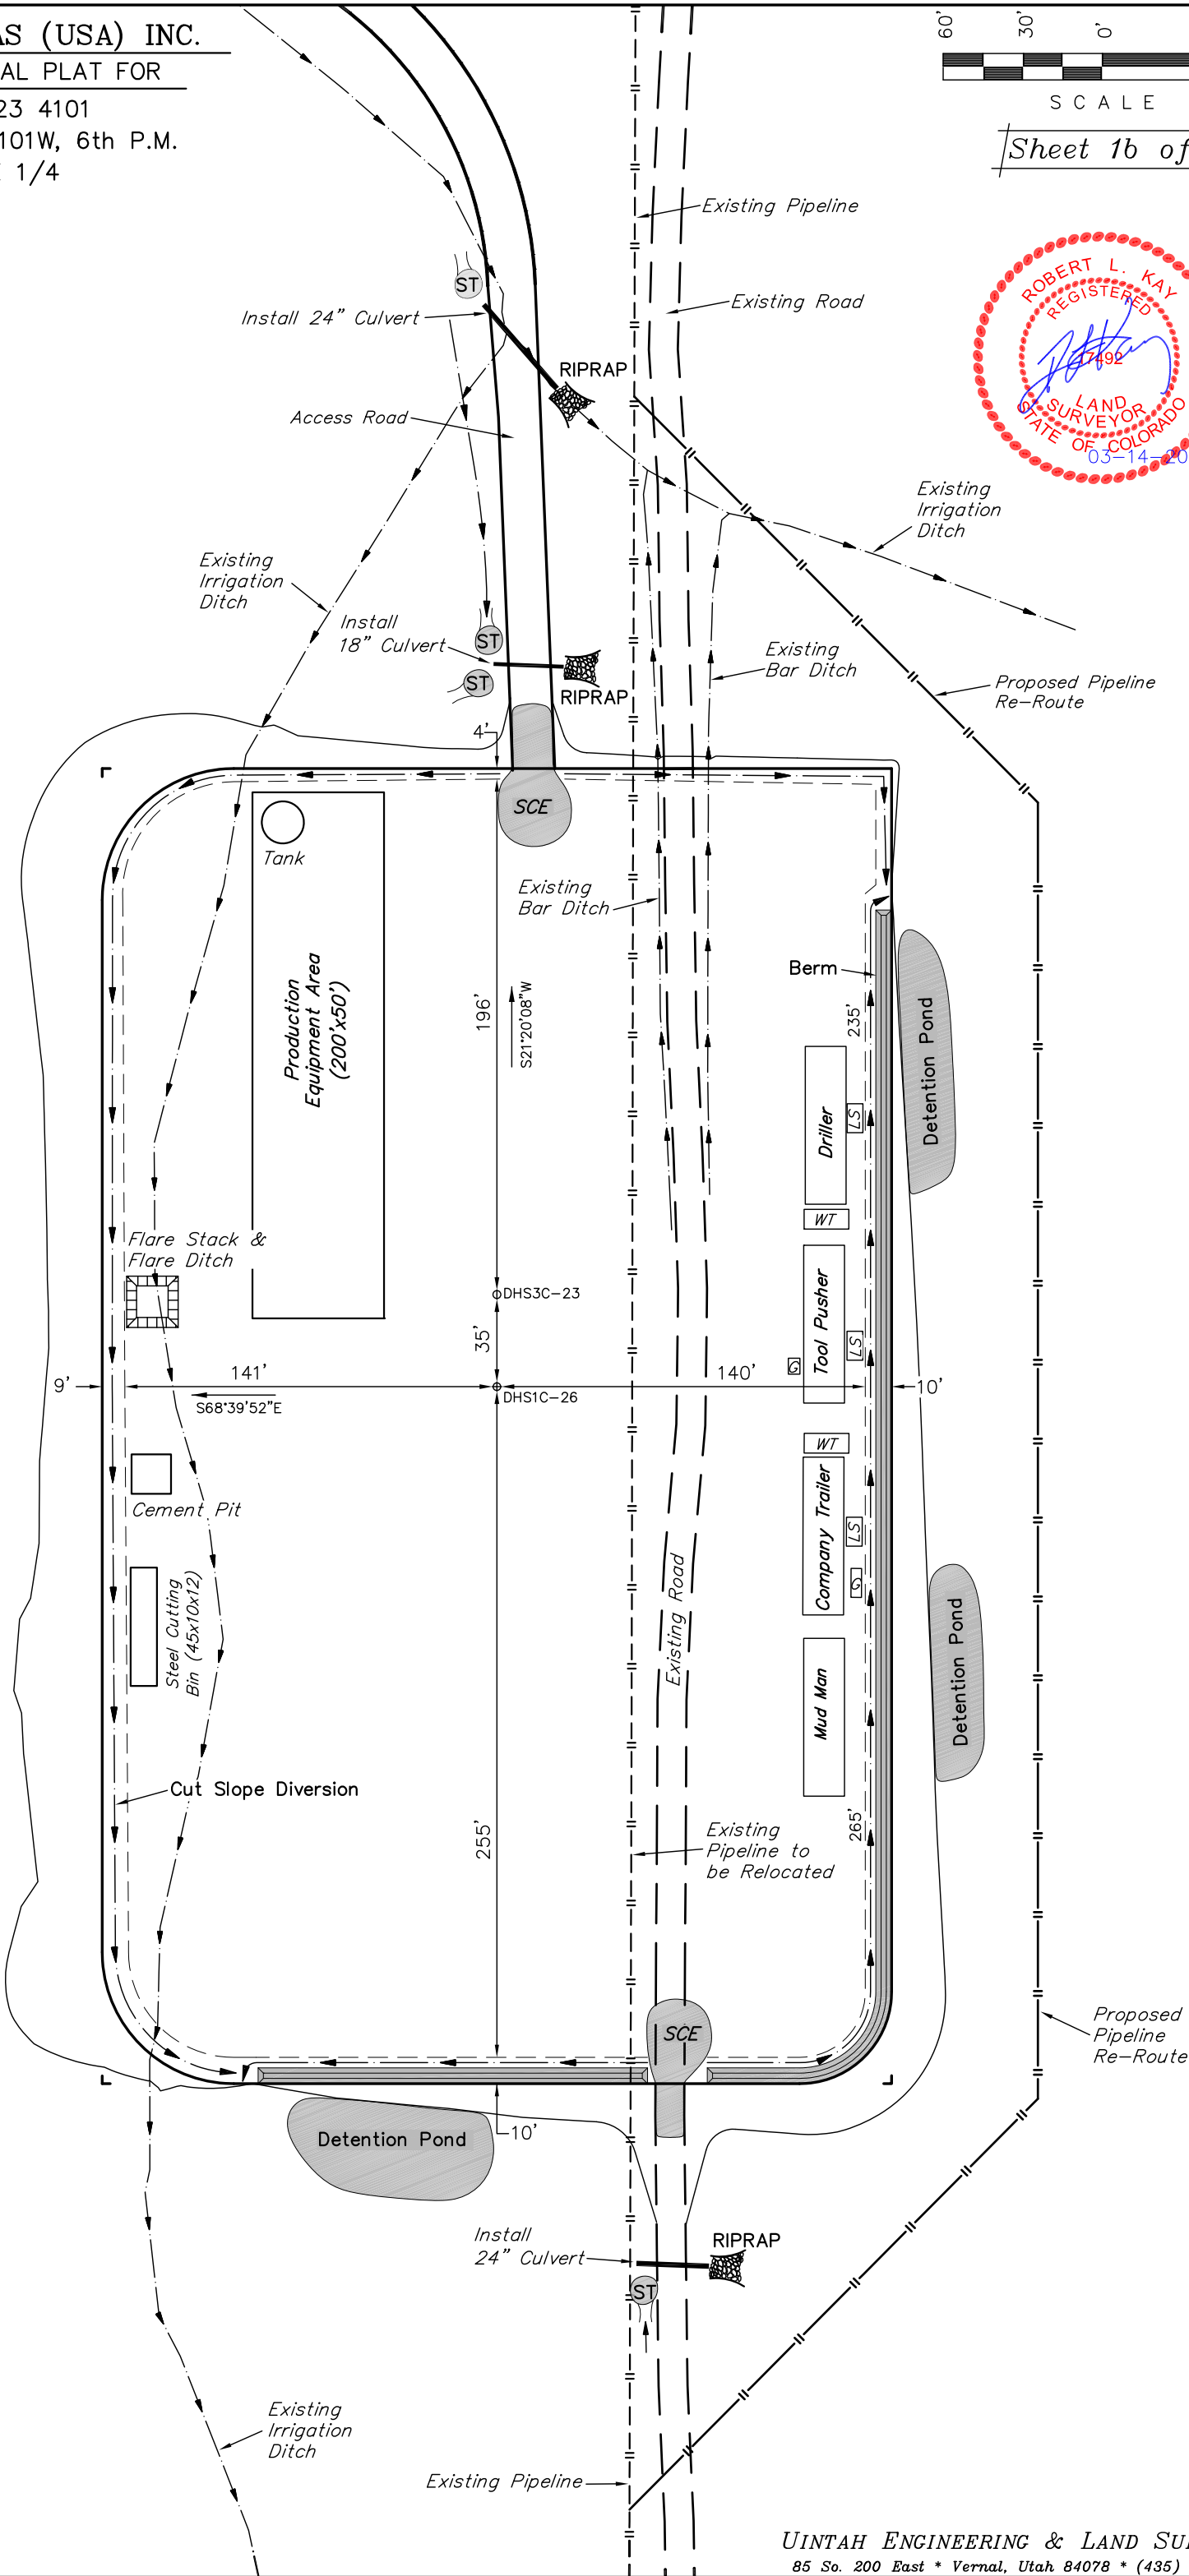 AS (USA) INC.
AL PLAT FOR
23 4101
101W, 6th P.M.
1/4
60'
30'
0'
SCALE
Sheet 1b of
ROBERT L. KAY
REGISTERED
17492
LAND
SURVEYOR
STATE OF COLORADO
03-14-20
Existing Pipeline
Existing Road
ST
Install 24" Culvert
RIPRAP
Access Road
Existing
Irrigation
Ditch
Existing
Irrigation
Ditch
Install
18" Culvert
ST
ST
RIPRAP
Existing
Bar Ditch
Proposed Pipeline
Re-Route
4'
SCE
Tank
Existing
Bar Ditch
Berm
Production
Equipment Area
(200'x50')
196'
S21°20'08"W
235'
Detention Pond
Driller
LS
WT
Flare Stack &
Flare Ditch
DHS3C-23
35'
Tool Pusher
LS
G
9'
141'
140'
10'
S68°39'52"E
DHS1C-26
WT
Cement Pit
Company Trailer
LS
G
Steel Cutting
Bin (45x10x12)
Existing Road
Detention Pond
Mud Man
Cut Slope Diversion
255'
265'
Existing
Pipeline to
be Relocated
SCE
Proposed
Pipeline
Re-Route
10'
Detention Pond
Install
24" Culvert
RIPRAP
ST
Existing
Irrigation
Ditch
Existing Pipeline
UINTAH ENGINEERING & LAND SU
85 So. 200 East * Vernal, Utah 84078 * (435)